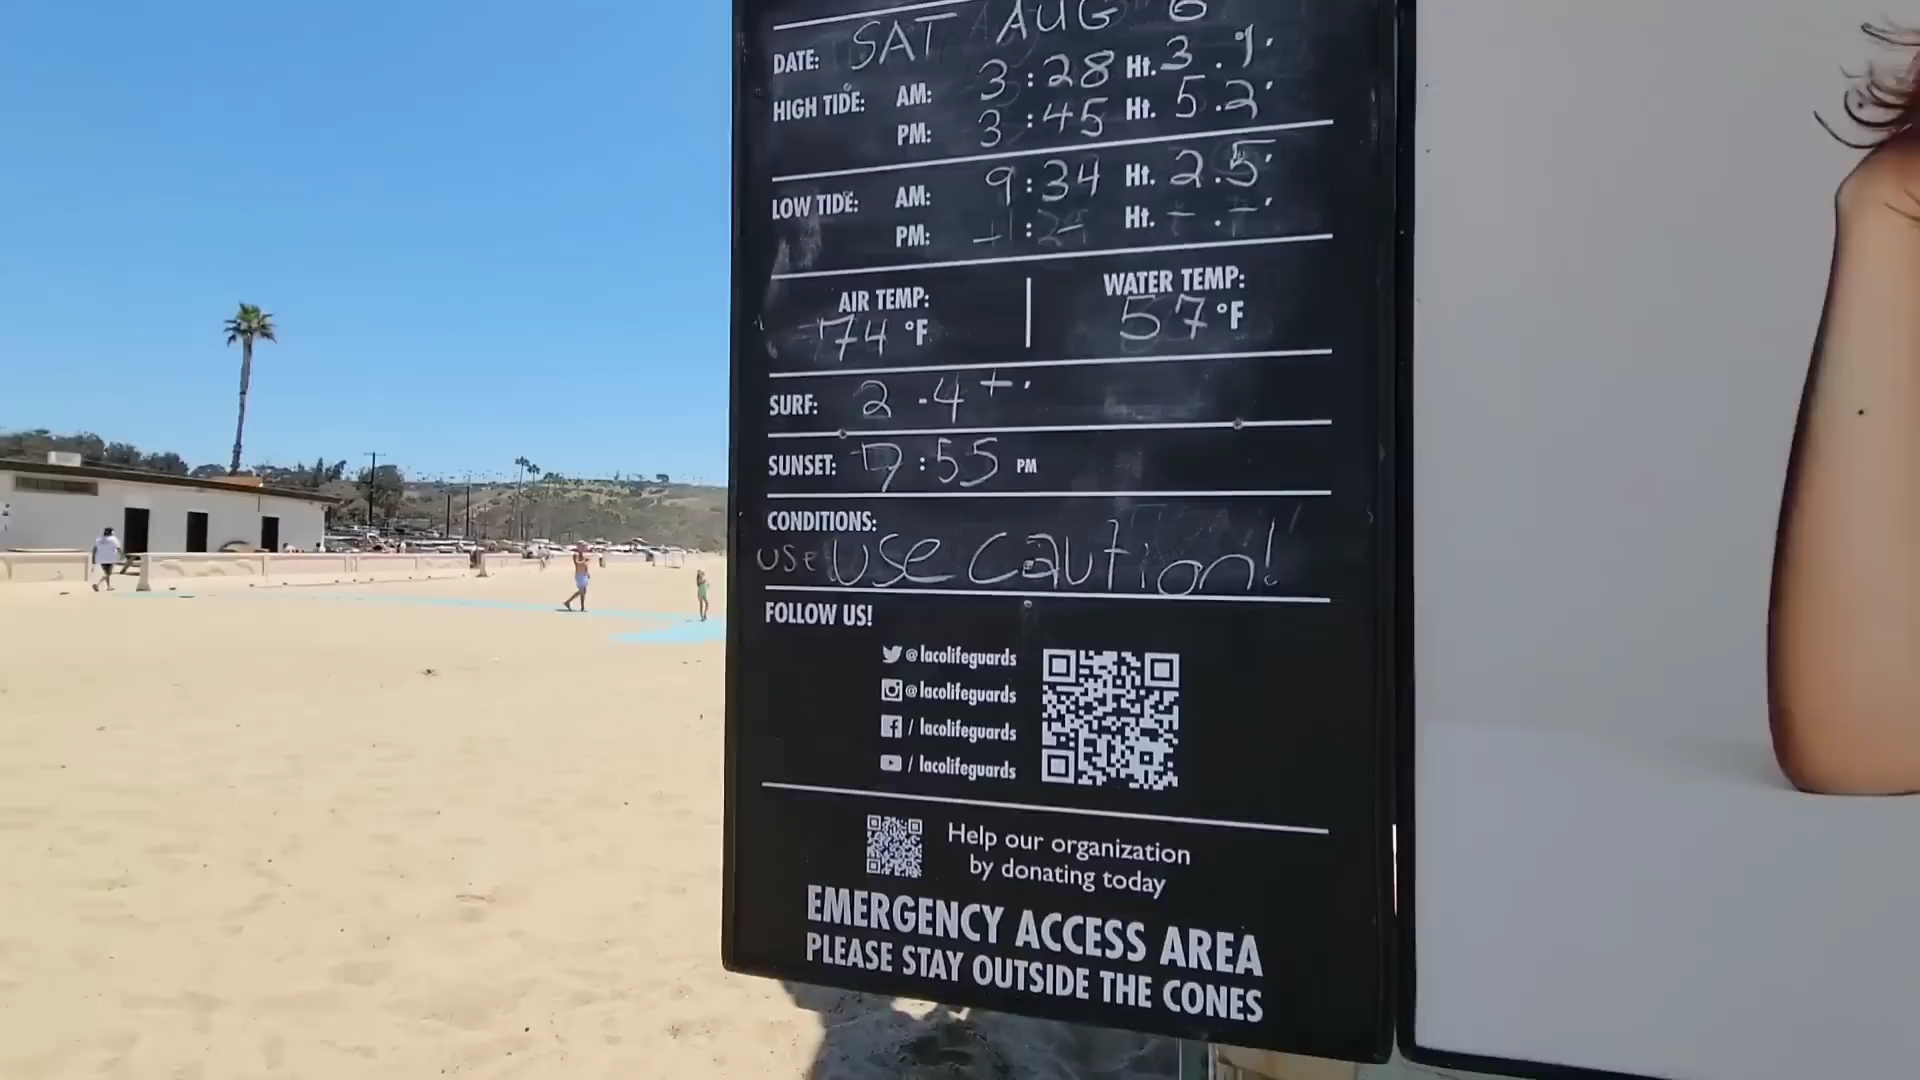 DATE: SAT AUG 6
HIGH TIDE: AM: 3:28 Ht. 3.9'
PM: 3:45 Ht. 5.2'
LOW TIDE: AM: 9:34 Ht. 2.5'
PM: Ht.
AIR TEMP: WATER TEMP:
74 °F 57 °F
SURF: 2-4+'
SUNSET: 7:55 PM
CONDITIONS:
USE USE CAUTION!
FOLLOW US!
@lacolifeguards
@lacolifeguards
/ lacolifeguards
/ lacolifeguards
Help our organization
by donating today
EMERGENCY ACCESS AREA
PLEASE STAY OUTSIDE THE CONES